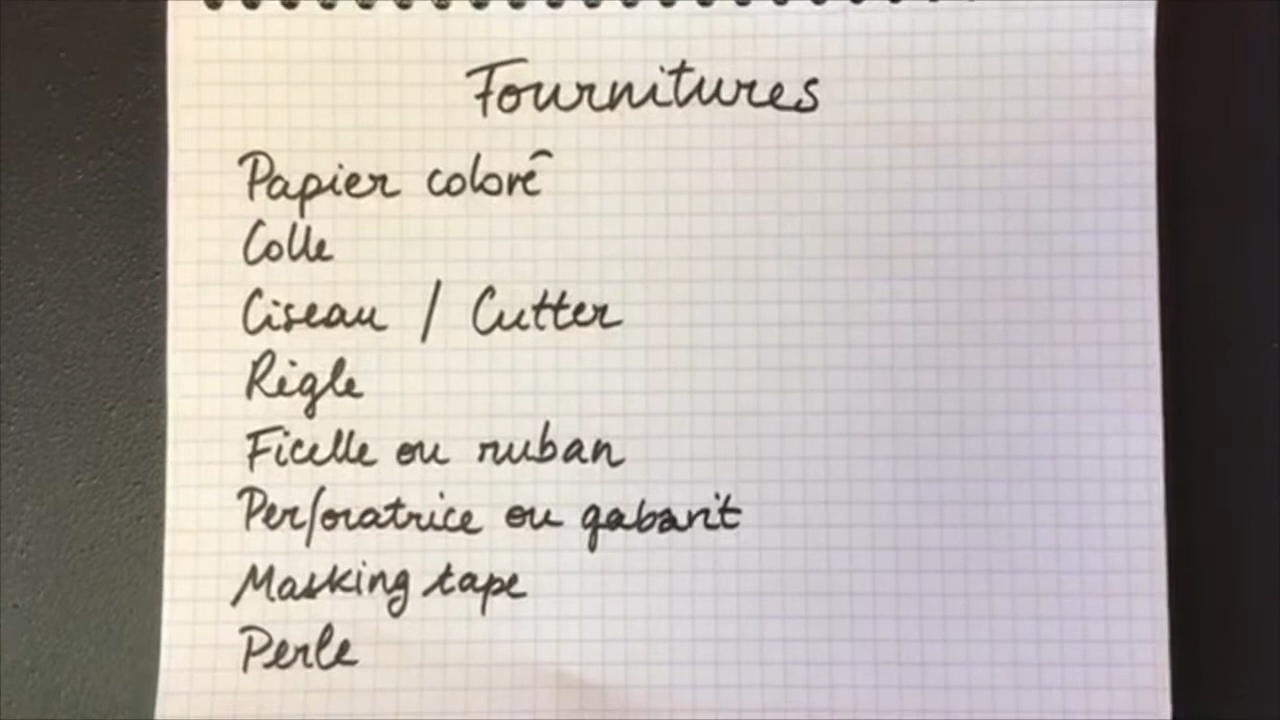 Fournitures
Papier coloré
Colle
Ciseau / Cutter
Règle
Ficelle ou ruban
Perforatrice ou gabarit
Masking tape
Perle